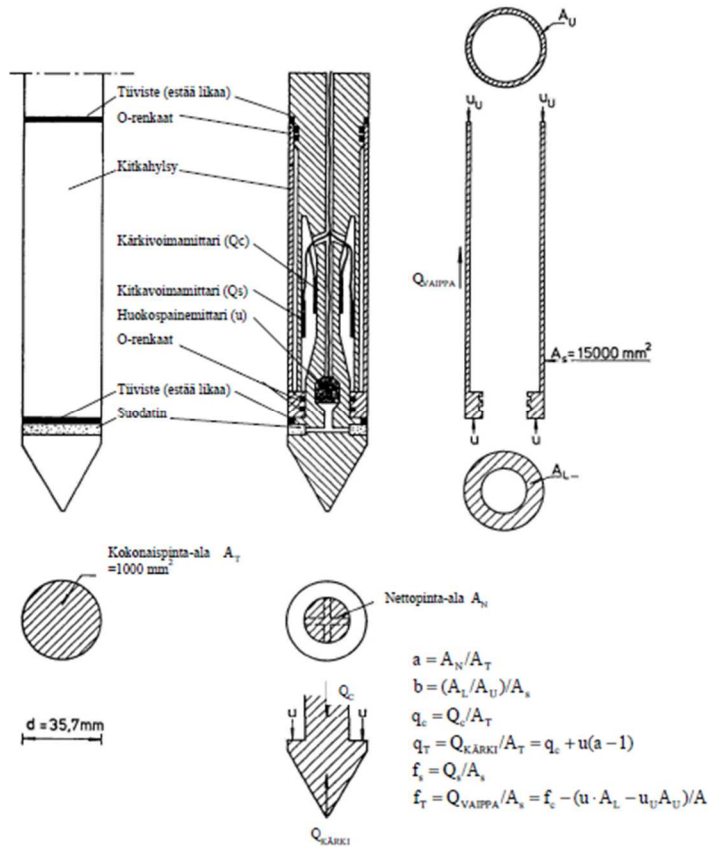 A_U
Tiiviste (estää likaa)
O-renkaat
Kitkahylsy
Kärkivoimamittari (Qc)
Kitkavoimamittari (Qs)
Huokospainemittari (u)
O-renkaat
Tiiviste (estää likaa)
Suodatin
u_U u_U
Q_VAIPPA
A_s=15000 mm²
u u
A_L
Kokonaispinta-ala A_T
=1000 mm²
d = 35,7mm
Nettopinta-ala A_N
Q_C
u u
Q_KÄRKI
a = A_N/A_T
b = (A_L/A_U)/A_s
q_c = Q_c/A_T
q_T = Q_KÄRKI/A_T = q_c + u(a − 1)
f_s = Q_s/A_s
f_T = Q_VAIPPA/A_s = f_c − (u · A_L − u_U A_U)/A